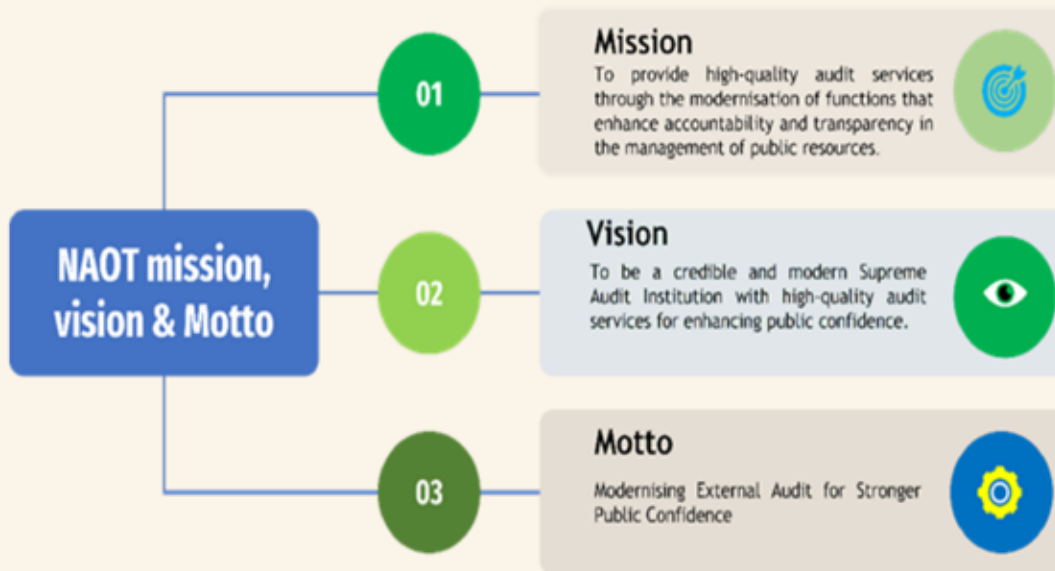 NAOT mission,
vision & Motto
01
Mission
To provide high-quality audit services
through the modernisation of functions that
enhance accountability and transparency in
the management of public resources.
02
Vision
To be a credible and modern Supreme
Audit Institution with high-quality audit
services for enhancing public confidence.
03
Motto
Modernising External Audit for Stronger
Public Confidence